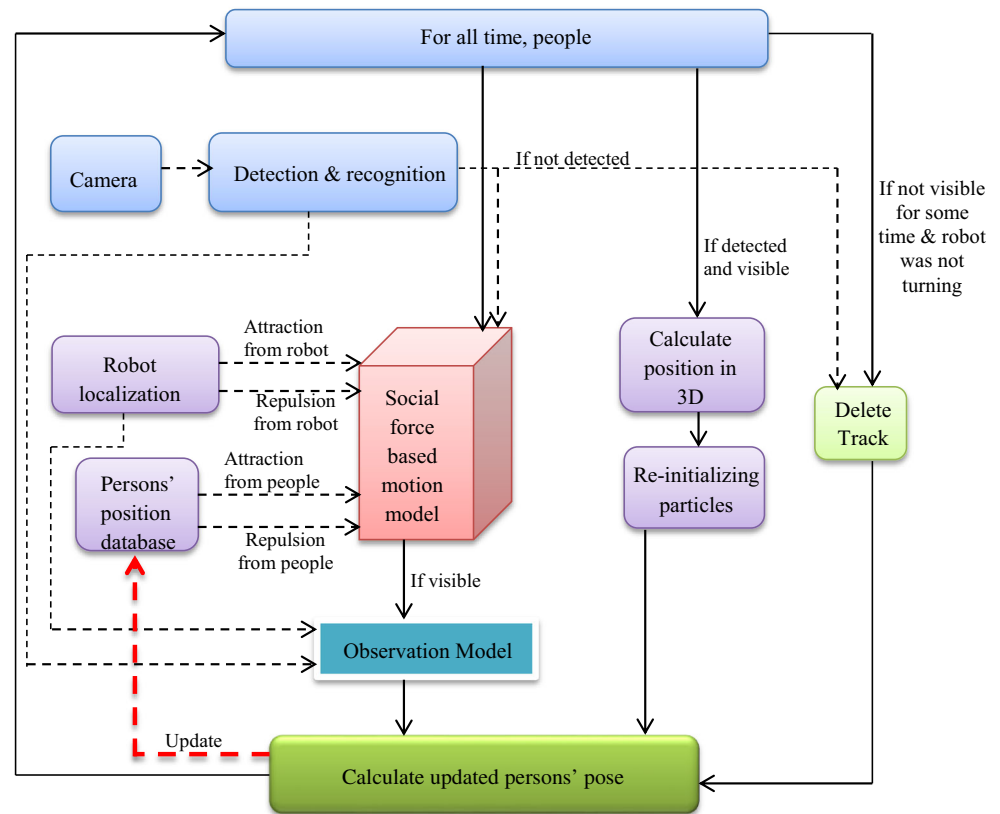 For all time, people
Camera
Detection & recognition
If not detected
If not visible
for some
time & robot
was not
turning
If detected
and visible
Robot
localization
Attraction
from robot
Repulsion
from robot
Social
force
based
motion
model
Calculate
position in
3D
Delete
Track
Persons’
position
database
Attraction
from people
Repulsion
from people
Re-initializing
particles
If visible
Observation Model
Update
Calculate updated persons’ pose